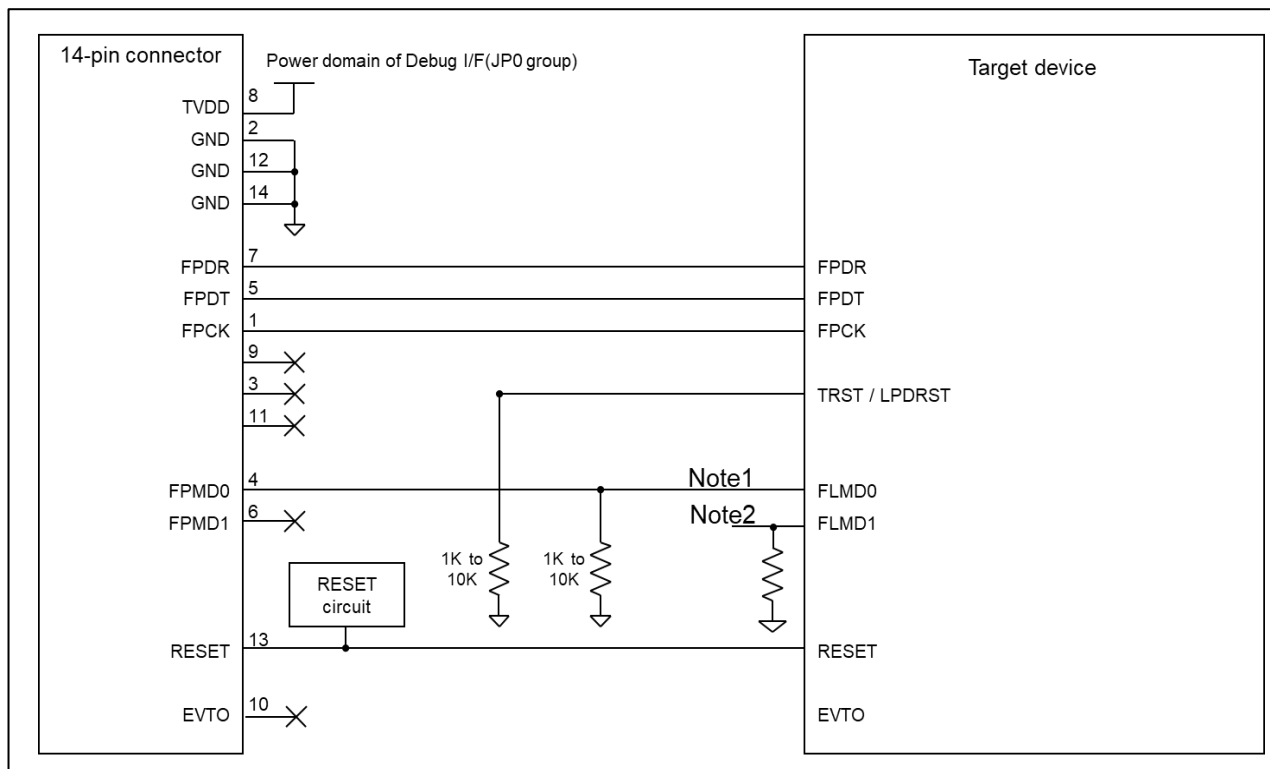 14-pin connector
Power domain of Debug I/F(JP0 group)
Target device
TVDD
8
GND
2
GND
12
GND
14
FPDR
7
FPDR
FPDT
5
FPDT
FPCK
1
FPCK
9
3
TRST / LPDRST
11
FPMD0
4
Note1
FLMD0
FPMD1
6
Note2
FLMD1
1K to
10K
1K to
10K
RESET
circuit
RESET
13
RESET
EVTO
10
EVTO